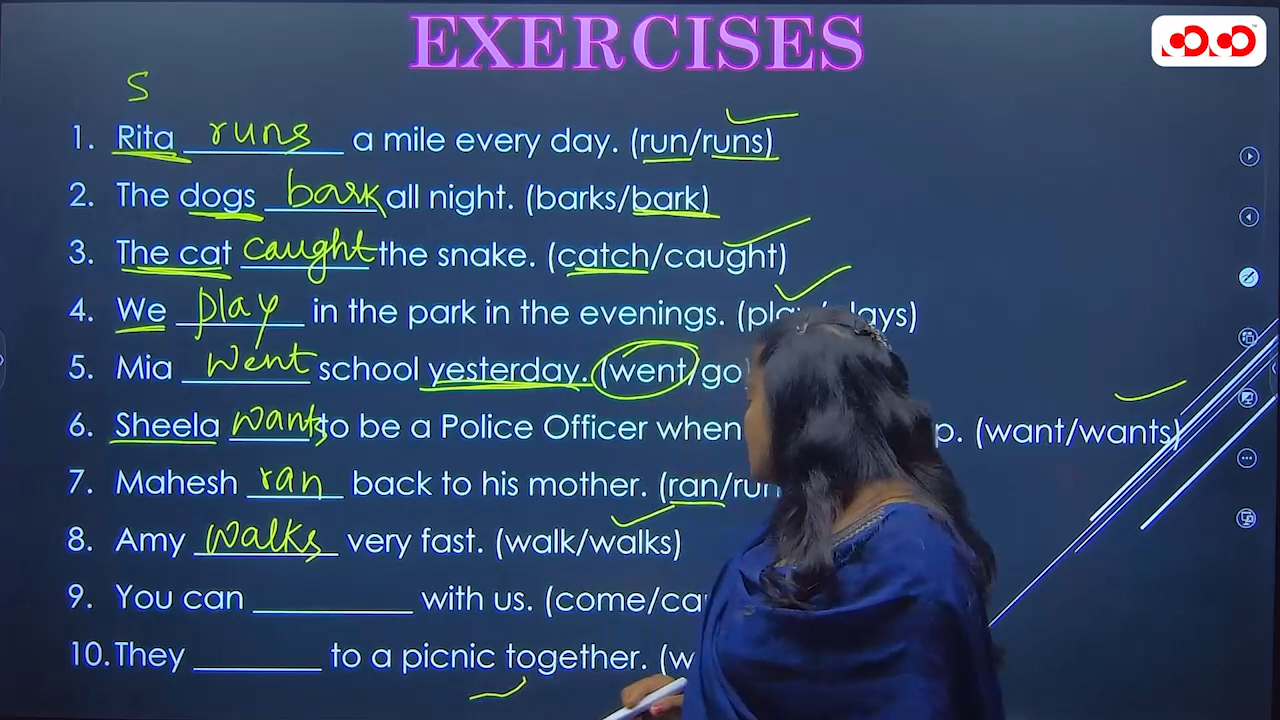 EXERCISES
S
1. Rita runs a mile every day. (run/runs)
2. The dogs bark all night. (barks/bark)
3. The cat caught the snake. (catch/caught)
4. We play in the park in the evenings. (play/plays)
5. Mia went school yesterday. (went/go)
6. Sheela wants to be a Police Officer when p. (want/wants)
7. Mahesh ran back to his mother. (ran/run
8. Amy walks very fast. (walk/walks)
9. You can ________ with us. (come/ca
10. They ______ to a picnic together. (w